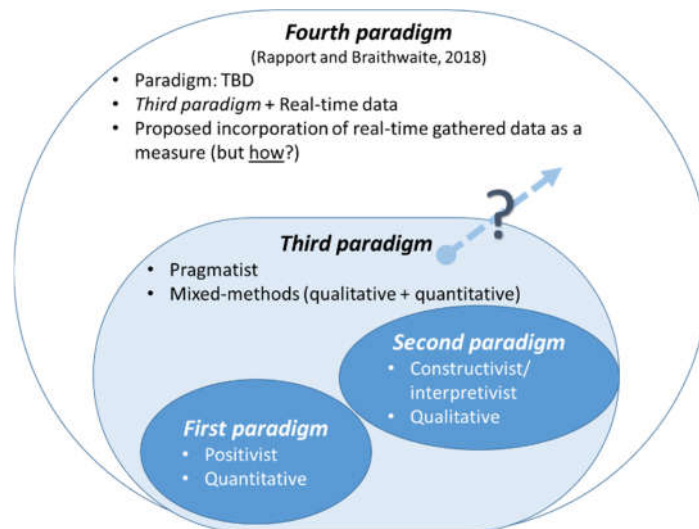 Fourth paradigm
(Rapport and Braithwaite, 2018)
• Paradigm: TBD
• Third paradigm + Real-time data
• Proposed incorporation of real-time gathered data as a
measure (but how?)
?
Third paradigm
• Pragmatist
• Mixed-methods (qualitative + quantitative)
Second paradigm
• Constructivist/
interpretivist
• Qualitative
First paradigm
• Positivist
• Quantitative